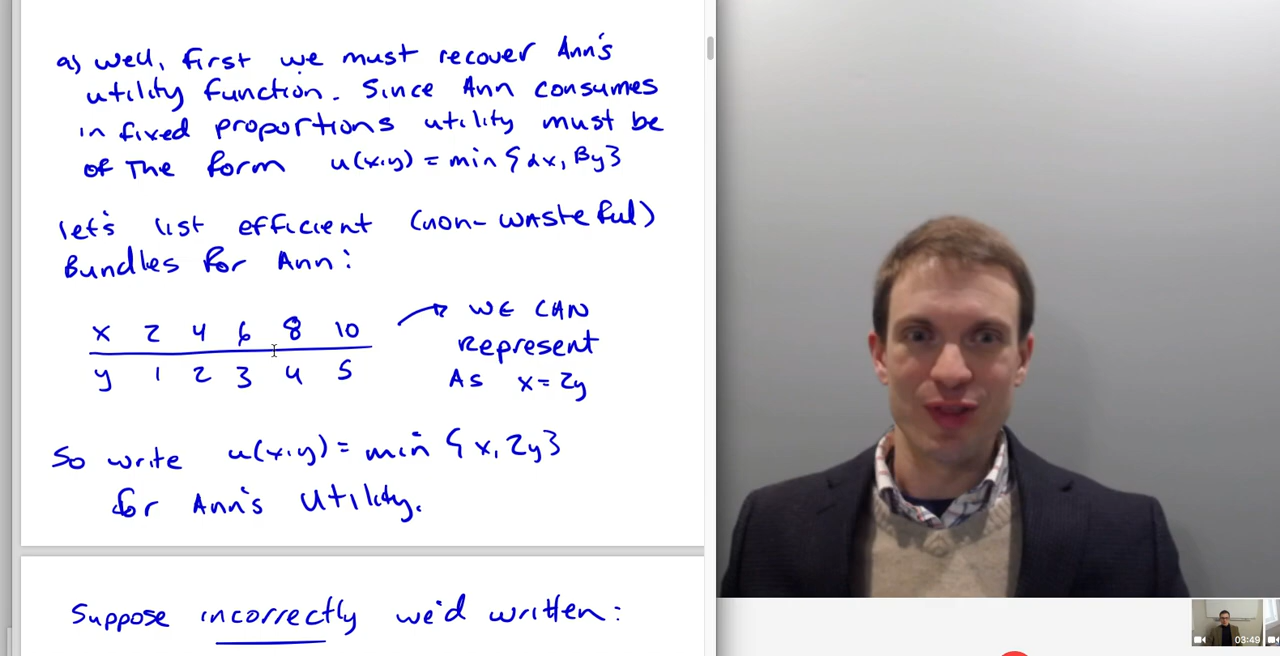 a) well, first we must recover Ann's
utility function. Since Ann consumes
in fixed proportions utility must be
of the form u(x,y) = min {αx, βy}
let's list efficient (non-wasteful)
Bundles for Ann:
x 2 4 6 8 10
y 1 2 3 4 5
WE CAN
represent
As x = 2y
So write u(x,y) = min {x, 2y}
for Ann's utility.
Suppose incorrectly we'd written:
03:49